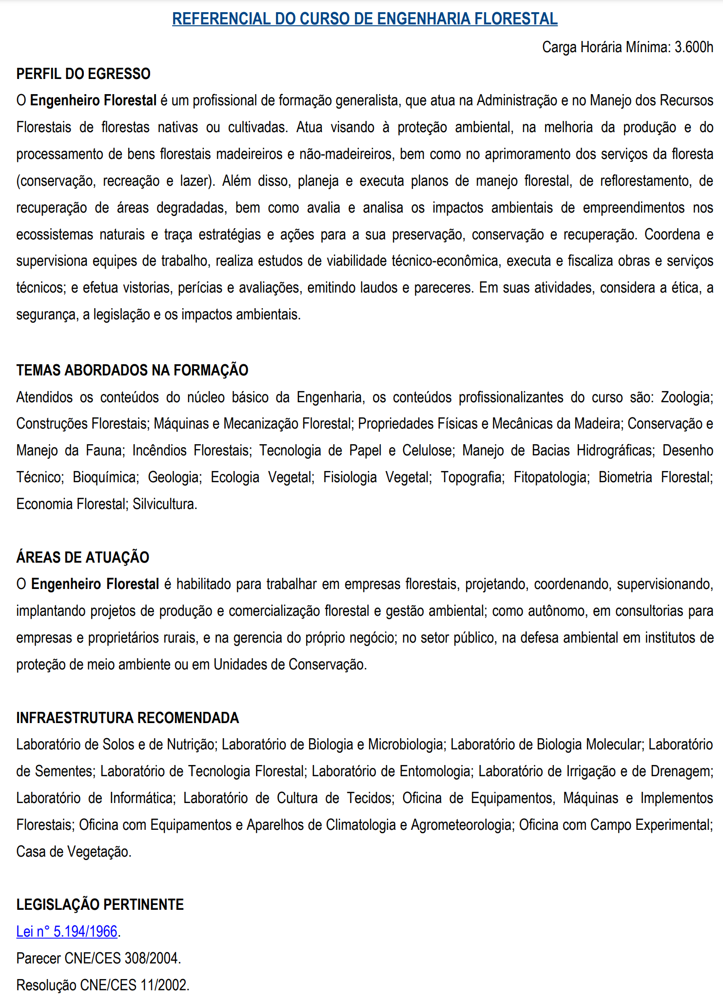 REFERENCIAL DO CURSO DE ENGENHARIA FLORESTAL
Carga Horária Mínima: 3.600h
PERFIL DO EGRESSO
O Engenheiro Florestal é um profissional de formação generalista, que atua na Administração e no Manejo dos Recursos
Florestais de florestas nativas ou cultivadas. Atua visando à proteção ambiental, na melhoria da produção e do
processamento de bens florestais madeireiros e não-madeireiros, bem como no aprimoramento dos serviços da floresta
(conservação, recreação e lazer). Além disso, planeja e executa planos de manejo florestal, de reflorestamento, de
recuperação de áreas degradadas, bem como avalia e analisa os impactos ambientais de empreendimentos nos
ecossistemas naturais e traça estratégias e ações para a sua preservação, conservação e recuperação. Coordena e
supervisiona equipes de trabalho, realiza estudos de viabilidade técnico-econômica, executa e fiscaliza obras e serviços
técnicos; e efetua vistorias, perícias e avaliações, emitindo laudos e pareceres. Em suas atividades, considera a ética, a
segurança, a legislação e os impactos ambientais.
TEMAS ABORDADOS NA FORMAÇÃO
Atendidos os conteúdos do núcleo básico da Engenharia, os conteúdos profissionalizantes do curso são: Zoologia;
Construções Florestais; Máquinas e Mecanização Florestal; Propriedades Físicas e Mecânicas da Madeira; Conservação e
Manejo da Fauna; Incêndios Florestais; Tecnologia de Papel e Celulose; Manejo de Bacias Hidrográficas; Desenho
Técnico; Bioquímica; Geologia; Ecologia Vegetal; Fisiologia Vegetal; Topografia; Fitopatologia; Biometria Florestal;
Economia Florestal; Silvicultura.
ÁREAS DE ATUAÇÃO
O Engenheiro Florestal é habilitado para trabalhar em empresas florestais, projetando, coordenando, supervisionando,
implantando projetos de produção e comercialização florestal e gestão ambiental; como autônomo, em consultorias para
empresas e proprietários rurais, e na gerencia do próprio negócio; no setor público, na defesa ambiental em institutos de
proteção de meio ambiente ou em Unidades de Conservação.
INFRAESTRUTURA RECOMENDADA
Laboratório de Solos e de Nutrição; Laboratório de Biologia e Microbiologia; Laboratório de Biologia Molecular; Laboratório
de Sementes; Laboratório de Tecnologia Florestal; Laboratório de Entomologia; Laboratório de Irrigação e de Drenagem;
Laboratório de Informática; Laboratório de Cultura de Tecidos; Oficina de Equipamentos, Máquinas e Implementos
Florestais; Oficina com Equipamentos e Aparelhos de Climatologia e Agrometeorologia; Oficina com Campo Experimental;
Casa de Vegetação.
LEGISLAÇÃO PERTINENTE
Lei n° 5.194/1966.
Parecer CNE/CES 308/2004.
Resolução CNE/CES 11/2002.